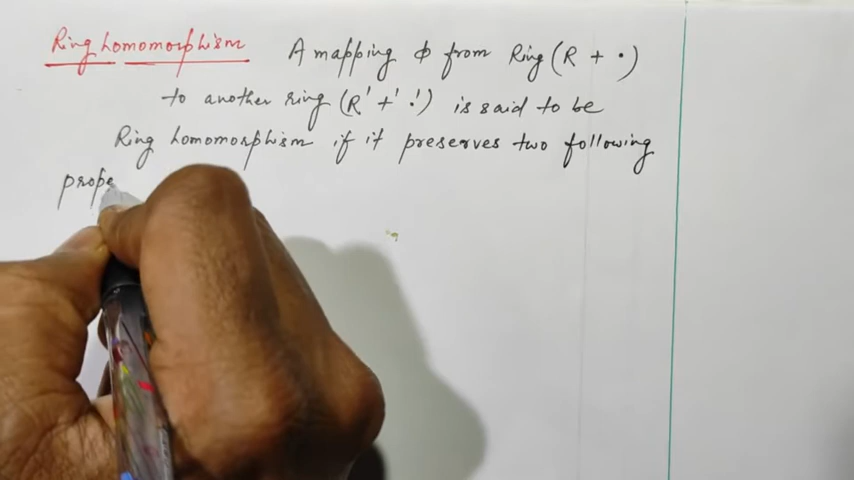 Ring homomorphism A mapping ϕ from Ring (R + ·)
to another ring (R' +' ·') is said to be
Ring homomorphism if it preserves two following
prope